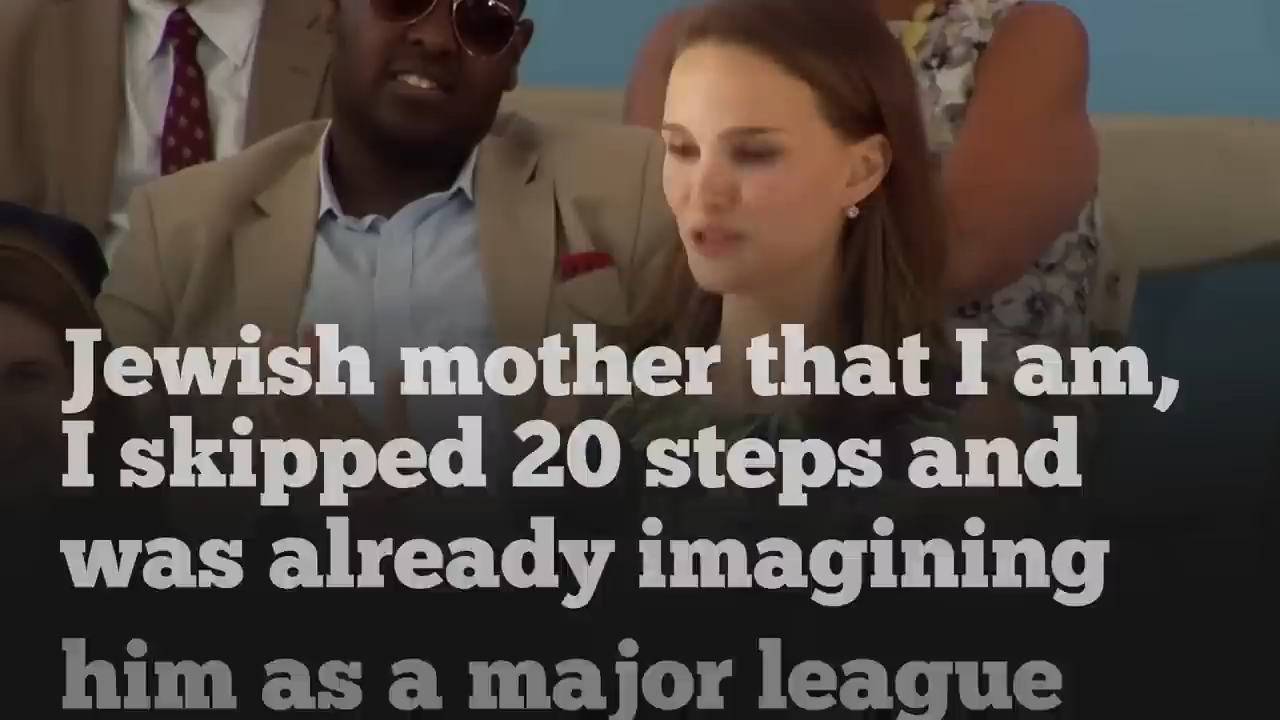 Jewish mother that I am,
I skipped 20 steps and
was already imagining
him as a major league